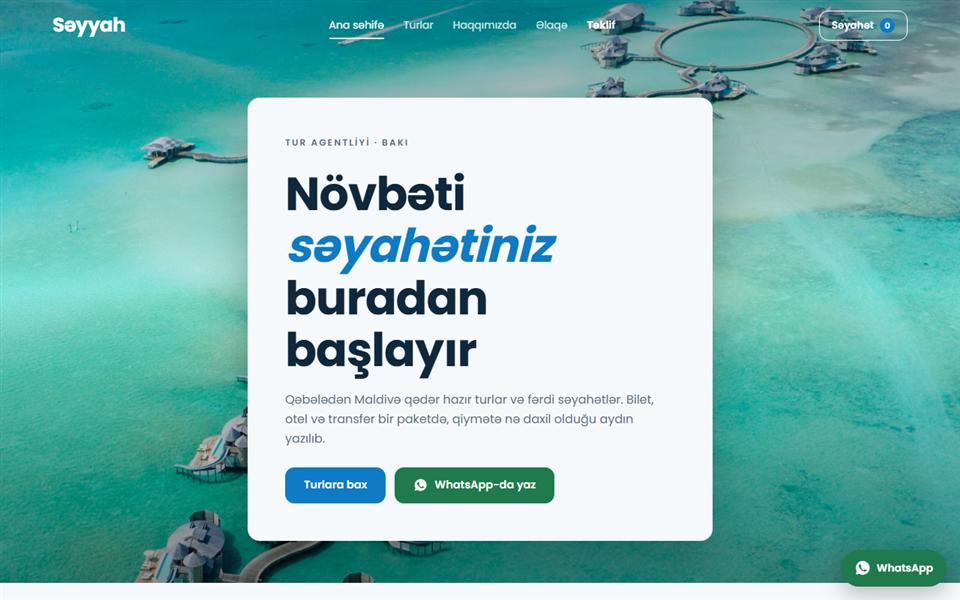 Səyyah
Ana səhifə
Turlar
Haqqımızda
Əlaqə
Təklif
Səyahət 0
TUR AGENTLİYİ · BAKI
Növbəti
səyahətiniz
buradan
başlayır
Qəbələdən Maldivə qədər hazır turlar və fərdi səyahətlər. Bilet,
otel və transfer bir paketdə, qiymətə nə daxil olduğu aydın
yazılıb.
Turlara bax
WhatsApp-da yaz
WhatsApp